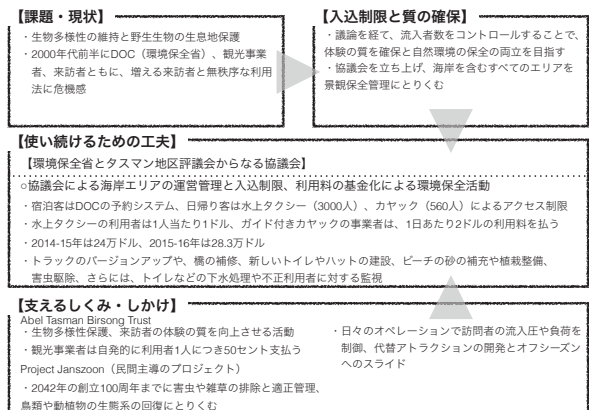 【課題・現状】
・生物多様性の維持と野生生物の生息地保護
・2000年代前半にDOC（環境保全省）、観光事業
者、来訪者ともに、増える来訪者と無秩序な利用
法に危機感
【入込制限と質の確保】
・議論を経て、流入者数をコントロールすることで、
体験の質を確保と自然環境の保全の両立を目指す
・協議会を立ち上げ、海岸を含むすべてのエリアを
景観保全管理にとりくむ
【使い続けるための工夫】
【環境保全省とタスマン地区評議会からなる協議会】
○協議会による海岸エリアの運営管理と入込制限、利用料の基金化による環境保全活動
・宿泊客はDOCの予約システム、日帰り客は水上タクシー（3000人）、カヤック（560人）によるアクセス制限
・水上タクシーの利用者は1人当たり1ドル、ガイド付きカヤックの事業者は、1日あたり2ドルの利用料を払う
・2014-15年は24万ドル、2015-16年は28.3万ドル
・トラックのバージョンアップや、橋の補修、新しいトイレやハットの建設、ビーチの砂の補充や植栽整備、
害虫駆除、さらには、トイレなどの下水処理や不正利用者に対する監視
【支えるしくみ・しかけ】
Abel Tasman Birsong Trust
・生物多様性保護、来訪者の体験の質を向上させる活動
・観光事業者は自発的に利用者1人につき50セント支払う
Project Janszoon（民間主導のプロジェクト）
・2042年の創立100周年までに害虫や雑草の排除と適正管理、
鳥類や動植物の生態系の回復にとりくむ
・日々のオペレーションで訪問者の流入圧や負荷を
制御、代替アトラクションの開発とオフシーズン
へのスライド